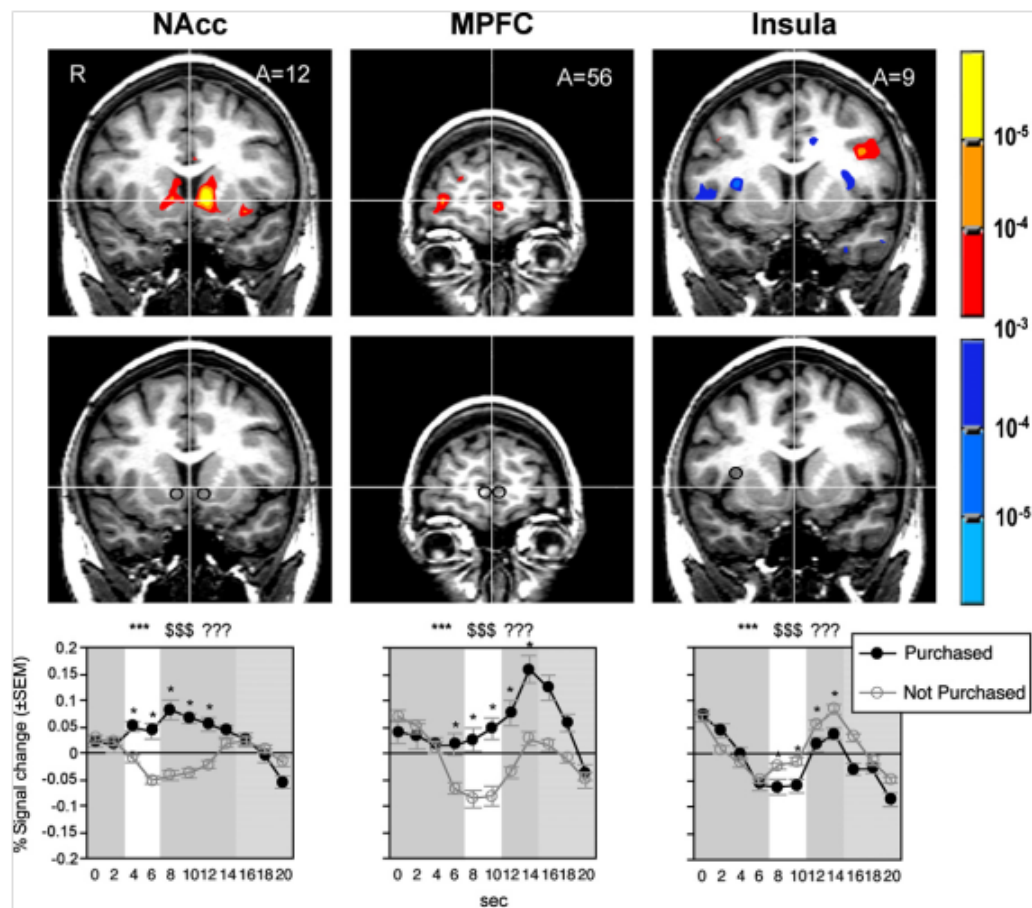 NAcc MPFC Insula
R A=12 A=56 A=9
10-5
10-4
10-3
10-4
10-5
*** $$$ ??? *** $$$ ??? *** $$$ ???
Purchased
Not Purchased
% Signal change (±SEM)
0.2
0.15
0.1
0.05
0
-0.05
-0.1
-0.15
-0.2
* * * * *
* * * * *
* * * *
0 2 4 6 8 10 12 14 16 18 20 0 2 4 6 8 10 12 14 16 18 20 0 2 4 6 8 10 12 14 16 18 20
sec